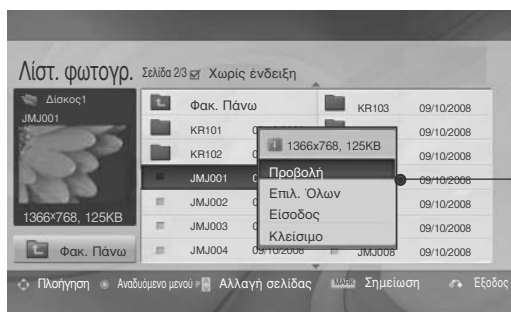 Λίστ. φωτογρ. Σελίδα 2/3 Χωρίς ένδειξη
Δίσκος1
JMJ001
1366x768, 125KB
Φακ. Πάνω
Φακ. Πάνω
KR101
KR102
JMJ001
JMJ002
JMJ003
JMJ004 09/10/2008
KR103 09/10/2008
09/10/2008
09/10/2008
09/10/2008
09/10/2008
09/10/2008
JMJ008 09/10/2008
1366x768, 125KB
Προβολή
Επιλ. Όλων
Είσοδος
Κλείσιμο
Πλοήγηση Αναδυόμενο μενού P Αλλαγή σελίδας MARK Σημείωση Έξοδος